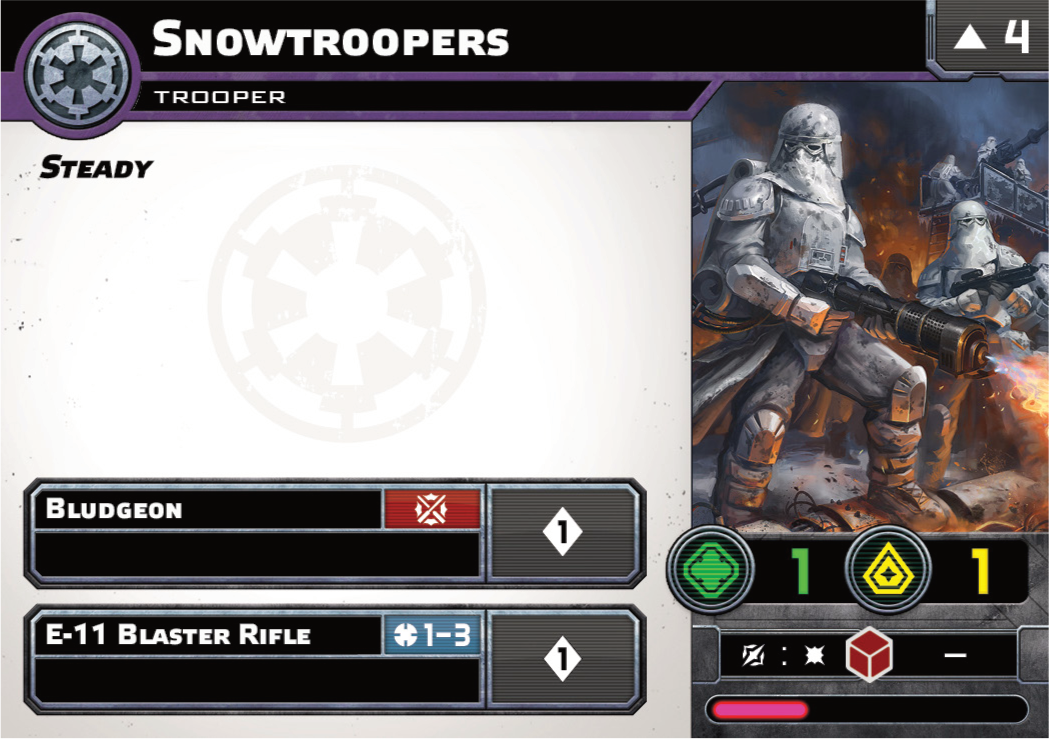 SNOWTROOPERS
4
TROOPER
STEADY
BLUDGEON
1
E-11 BLASTER RIFLE
1-3
1
1
1
: –